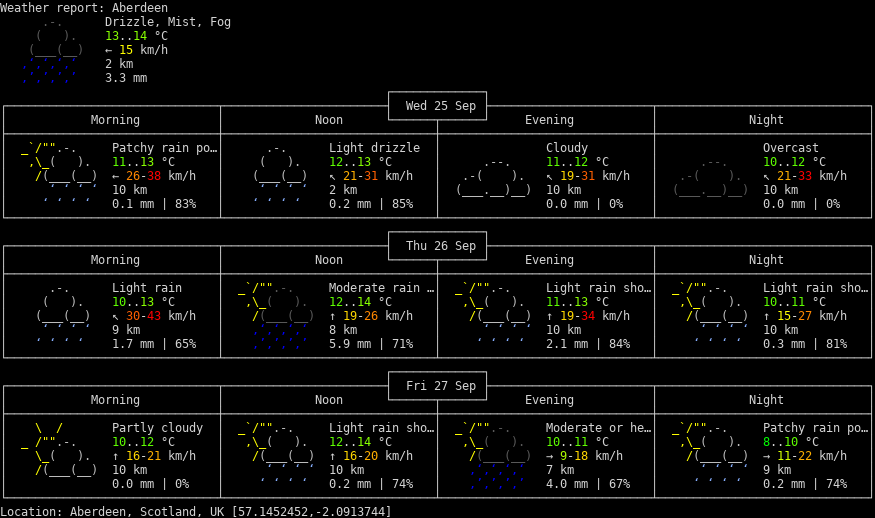 Weather report: Aberdeen
Drizzle, Mist, Fog
13..14 °C
← 15 km/h
2 km
3.3 mm
Wed 25 Sep
Morning Noon Evening Night
Patchy rain po… Light drizzle Cloudy Overcast
11..13 °C 12..13 °C 11..12 °C 10..12 °C
← 26-38 km/h ↖ 21-31 km/h ↖ 19-31 km/h ↖ 21-33 km/h
10 km 2 km 10 km 10 km
0.1 mm | 83% 0.2 mm | 85% 0.0 mm | 0% 0.0 mm | 0%
Thu 26 Sep
Morning Noon Evening Night
Light rain Moderate rain … Light rain sho… Light rain sho…
10..13 °C 12..14 °C 11..13 °C 10..11 °C
↖ 30-43 km/h ↑ 19-26 km/h ↑ 19-34 km/h ↑ 15-27 km/h
9 km 8 km 10 km 10 km
1.7 mm | 65% 5.9 mm | 71% 2.1 mm | 84% 0.3 mm | 81%
Fri 27 Sep
Morning Noon Evening Night
Partly cloudy Light rain sho… Moderate or he… Patchy rain po…
10..12 °C 12..14 °C 10..11 °C 8..10 °C
↑ 16-21 km/h ↑ 16-20 km/h → 9-18 km/h → 11-22 km/h
10 km 10 km 7 km 9 km
0.0 mm | 0% 0.2 mm | 74% 4.0 mm | 67% 0.2 mm | 74%
Location: Aberdeen, Scotland, UK [57.1452452,-2.0913744]